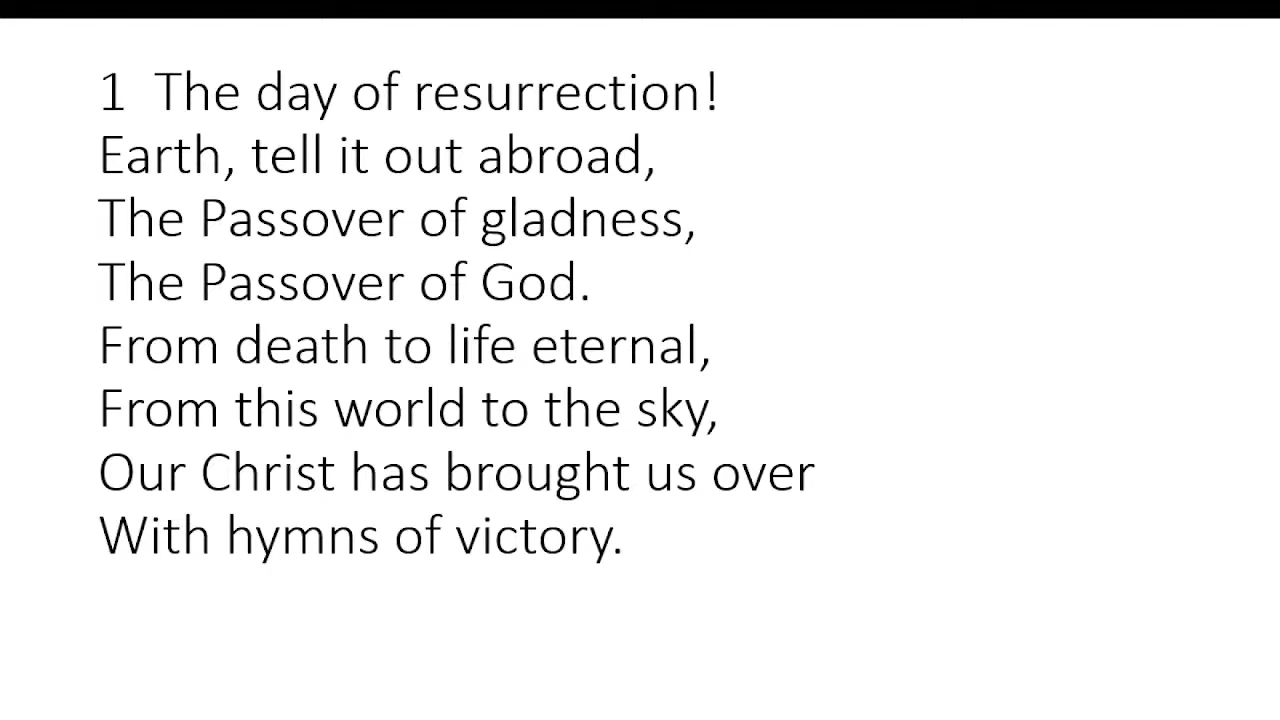 1  The day of resurrection!
Earth, tell it out abroad,
The Passover of gladness,
The Passover of God.
From death to life eternal,
From this world to the sky,
Our Christ has brought us over
With hymns of victory.